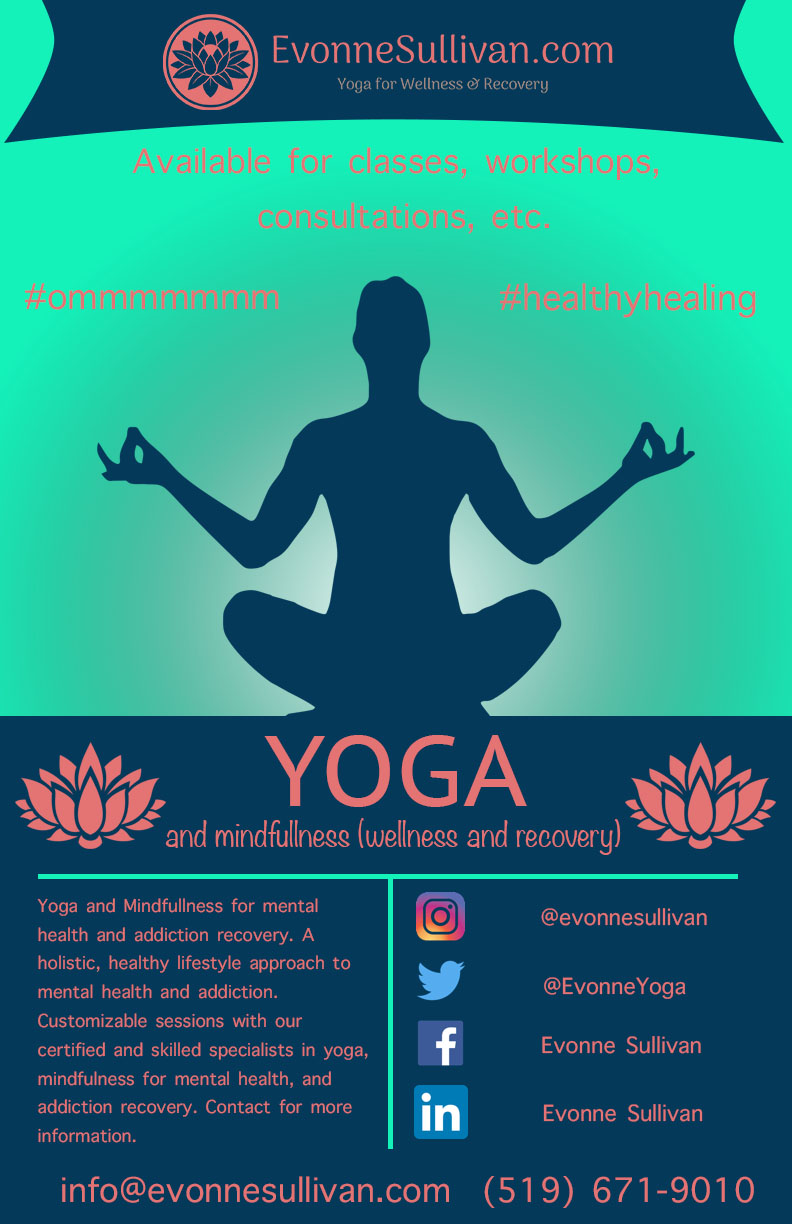 EvonneSullivan.com
Yoga for Wellness & Recovery
Available for classes, workshops,
consultations, etc.
#ommmmmmm
#healthyhealing
YOGA
and mindfullness (wellness and recovery)
Yoga and Mindfullness for mental
health and addiction recovery. A
holistic, healthy lifestyle approach to
mental health and addiction.
Customizable sessions with our
certified and skilled specialists in yoga,
mindfulness for mental health, and
addiction recovery. Contact for more
information.
@evonnesullivan
@EvonneYoga
Evonne Sullivan
Evonne Sullivan
info@evonnesullivan.com (519) 671-9010